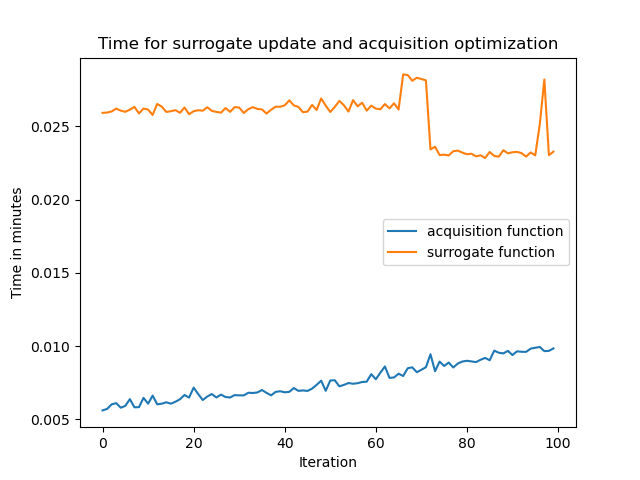 Time for surrogate update and acquisition optimization
Time in minutes
0.025
0.020
0.015
0.010
0.005
acquisition function
surrogate function
0 20 40 60 80 100
Iteration